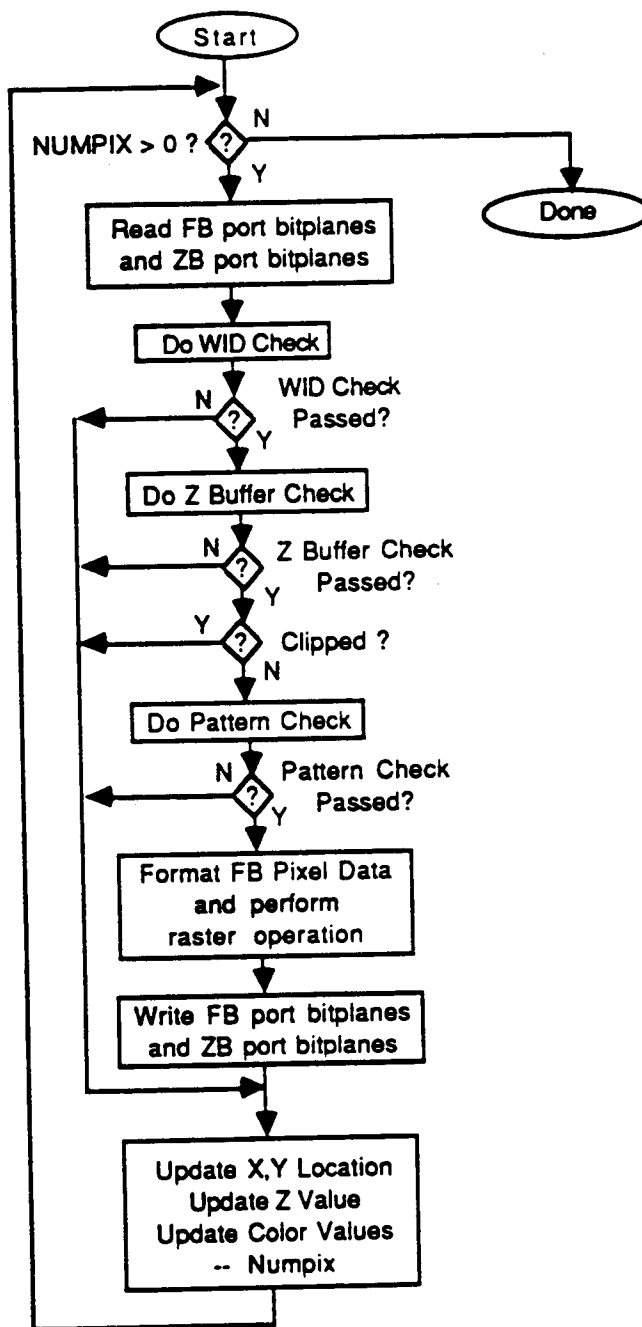 Start
N
NUMPIX > 0 ?
?
Y
Done
Read FB port bitplanes
and ZB port bitplanes
Do WID Check
WID Check
Passed?
N
?
Y
Do Z Buffer Check
Z Buffer Check
Passed?
N
?
Y
Y
?
Clipped ?
N
Do Pattern Check
Pattern Check
Passed?
N
?
Y
Format FB Pixel Data
and perform
raster operation
Write FB port bitplanes
and ZB port bitplanes
Update X,Y Location
Update Z Value
Update Color Values
-- Numpix